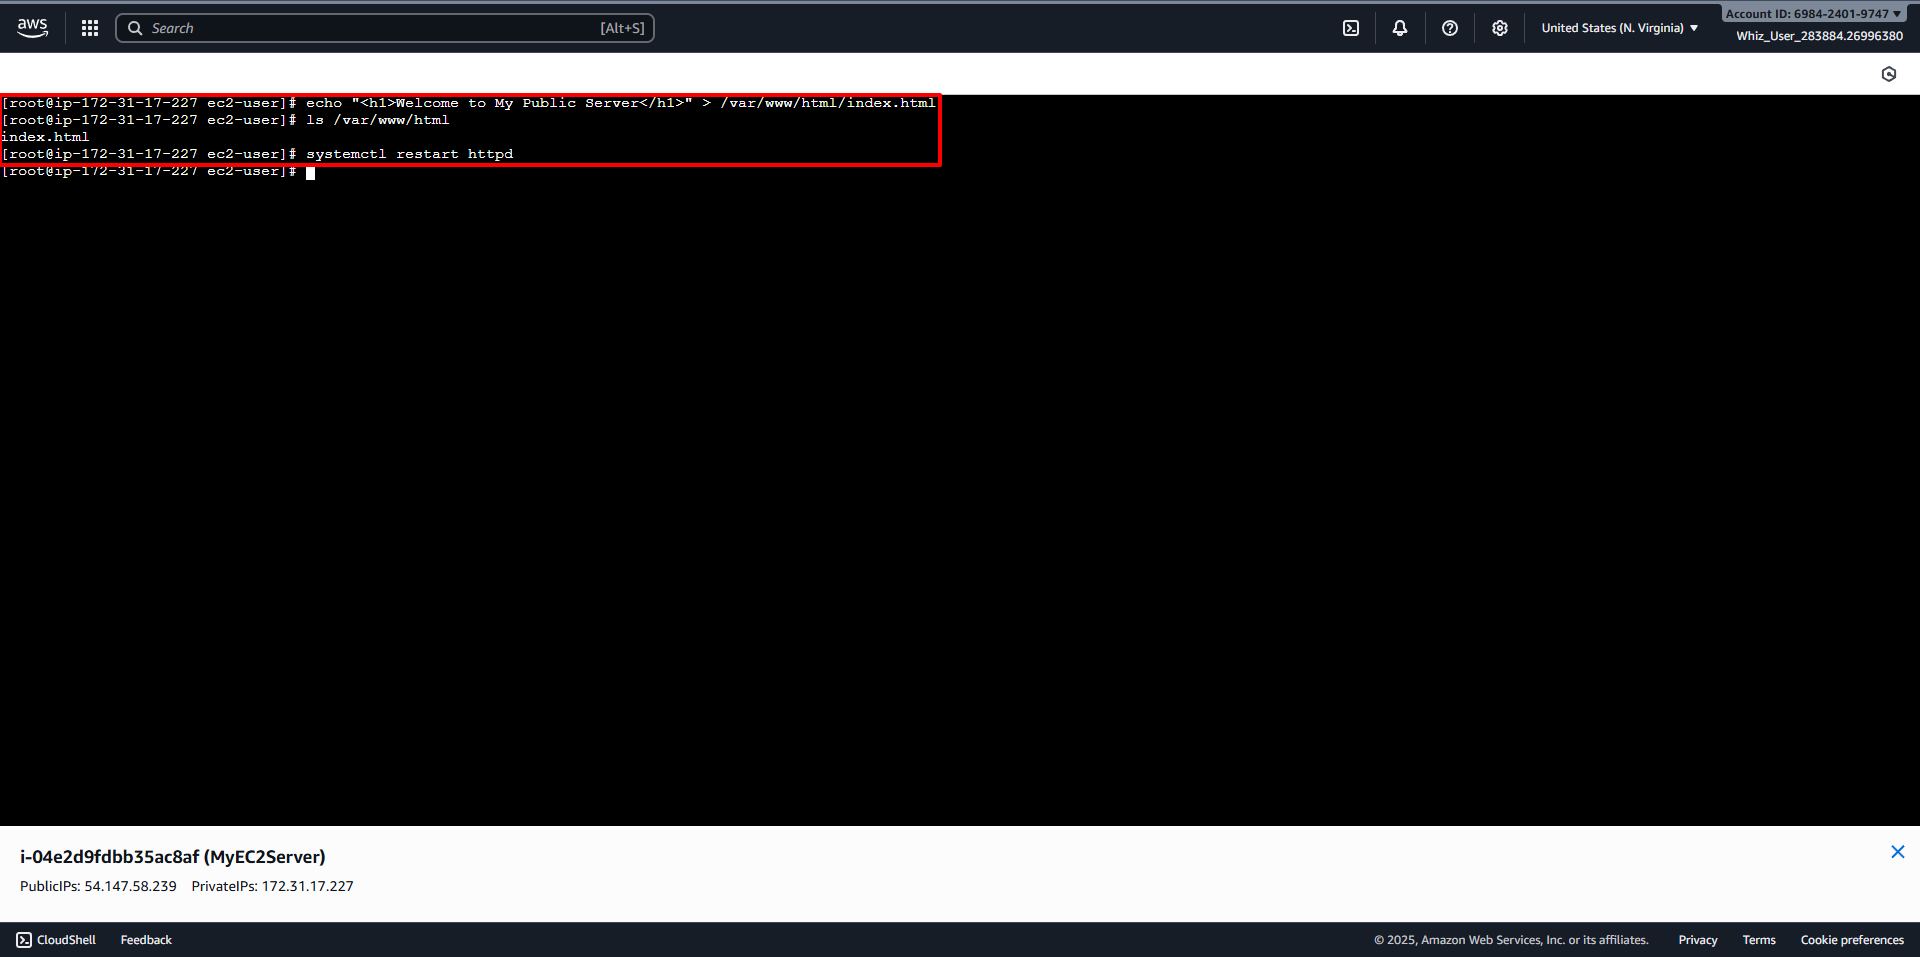 aws
Search [Alt+S]
United States (N. Virginia)
Account ID: 6984-2401-9747
Whiz_User_283884.26996380
[root@ip-172-31-17-227 ec2-user]# echo "<h1>Welcome to My Public Server</h1>" > /var/www/html/index.html
[root@ip-172-31-17-227 ec2-user]# ls /var/www/html
index.html
[root@ip-172-31-17-227 ec2-user]# systemctl restart httpd
[root@ip-172-31-17-227 ec2-user]#
i-04e2d9fdbb35ac8af (MyEC2Server)
PublicIPs: 54.147.58.239 PrivateIPs: 172.31.17.227
CloudShell Feedback © 2025, Amazon Web Services, Inc. or its affiliates. Privacy Terms Cookie preferences